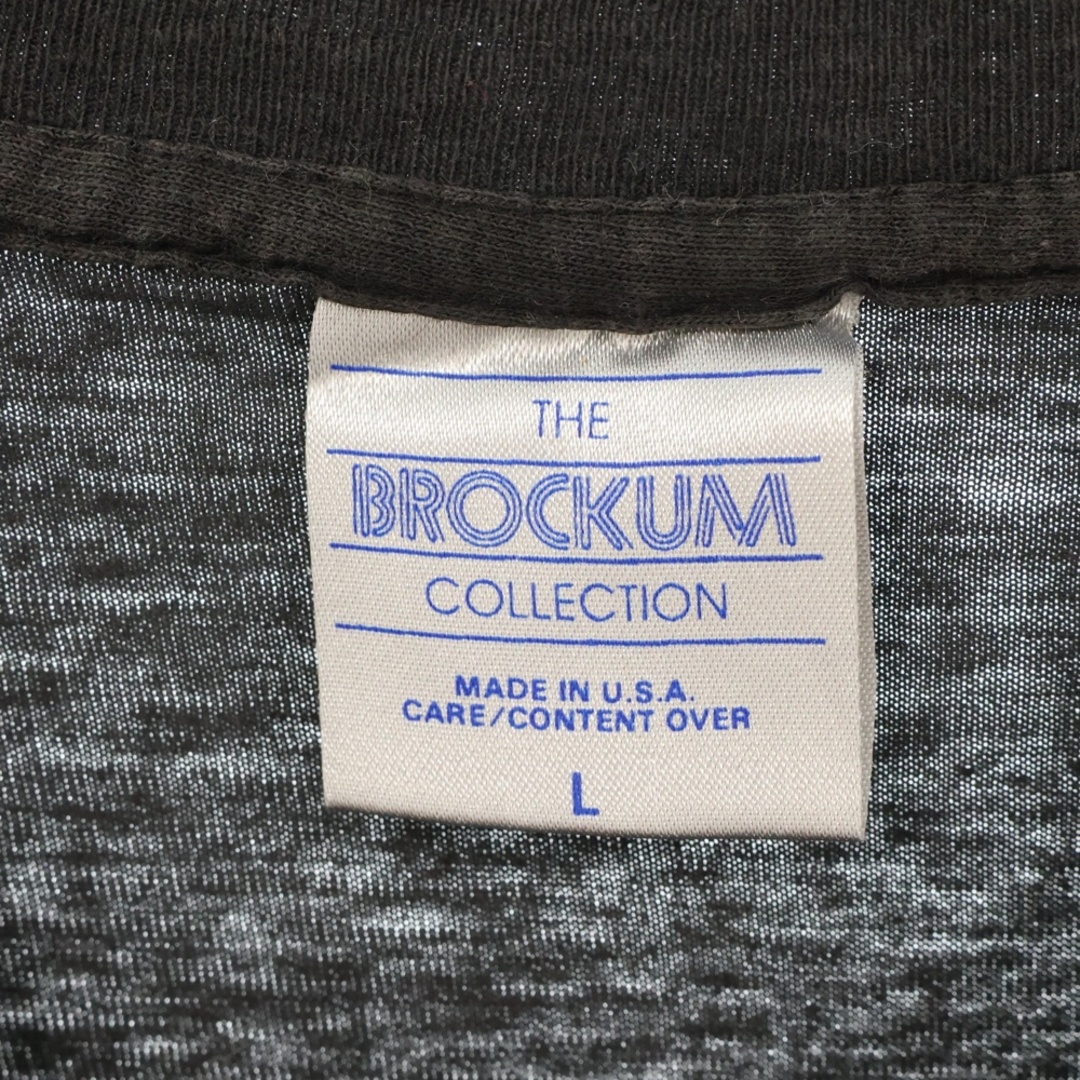 THE
BROCKUM
COLLECTION
MADE IN U.S.A.
CARE/CONTENT OVER
L